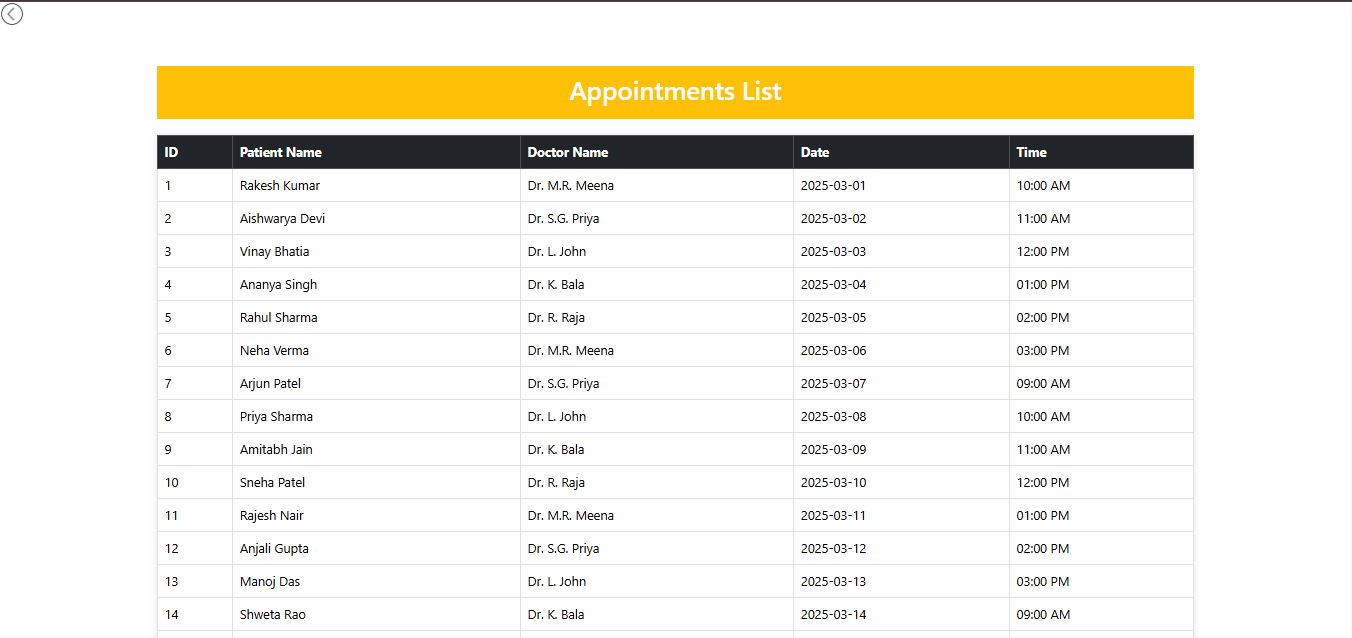 Appointments List
ID Patient Name Doctor Name Date Time
1 Rakesh Kumar Dr. M.R. Meena 2025-03-01 10:00 AM
2 Aishwarya Devi Dr. S.G. Priya 2025-03-02 11:00 AM
3 Vinay Bhatia Dr. L. John 2025-03-03 12:00 PM
4 Ananya Singh Dr. K. Bala 2025-03-04 01:00 PM
5 Rahul Sharma Dr. R. Raja 2025-03-05 02:00 PM
6 Neha Verma Dr. M.R. Meena 2025-03-06 03:00 PM
7 Arjun Patel Dr. S.G. Priya 2025-03-07 09:00 AM
8 Priya Sharma Dr. L. John 2025-03-08 10:00 AM
9 Amitabh Jain Dr. K. Bala 2025-03-09 11:00 AM
10 Sneha Patel Dr. R. Raja 2025-03-10 12:00 PM
11 Rajesh Nair Dr. M.R. Meena 2025-03-11 01:00 PM
12 Anjali Gupta Dr. S.G. Priya 2025-03-12 02:00 PM
13 Manoj Das Dr. L. John 2025-03-13 03:00 PM
14 Shweta Rao Dr. K. Bala 2025-03-14 09:00 AM